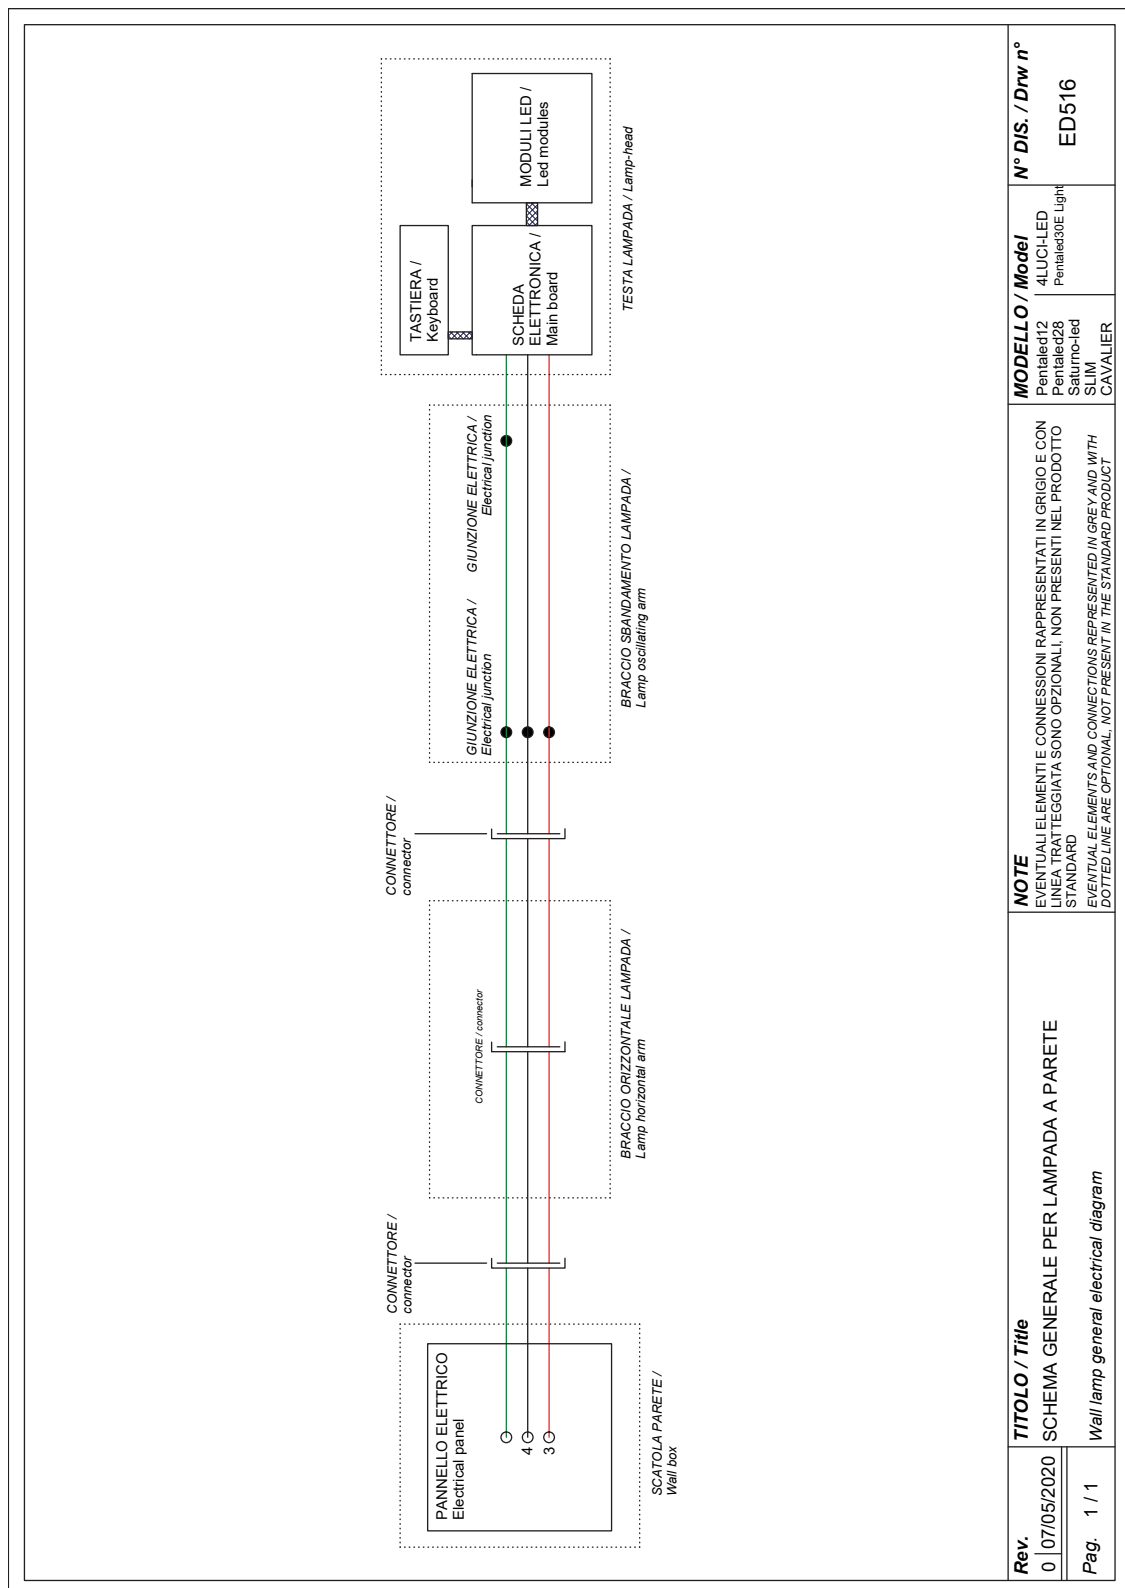 PANNELLO ELETTRICO
Electrical panel
4
3
SCATOLA PARETE /
Wall box
CONNETTORE /
connector
CONNETTORE / connector
BRACCIO ORIZZONTALE LAMPADA /
Lamp horizontal arm
CONNETTORE /
connector
GIUNZIONE ELETTRICA /
Electrical junction
GIUNZIONE ELETTRICA /
Electrical junction
BRACCIO SBANDAMENTO LAMPADA /
Lamp oscillating arm
TASTIERA /
Keyboard
SCHEDA
ELETTRONICA /
Main board
MODULI LED /
Led modules
TESTA LAMPADA / Lamp-head
Rev.
0 07/05/2020
Pag. 1 / 1
TITOLO / Title
SCHEMA GENERALE PER LAMPADA A PARETE
Wall lamp general electrical diagram
NOTE
EVENTUALI ELEMENTI E CONNESSIONI RAPPRESENTATI IN GRIGIO E CON
LINEA TRATTEGGIATA SONO OPZIONALI, NON PRESENTI NEL PRODOTTO
STANDARD
EVENTUAL ELEMENTS AND CONNECTIONS REPRESENTED IN GREY AND WITH
DOTTED LINE ARE OPTIONAL, NOT PRESENT IN THE STANDARD PRODUCT
MODELLO / Model
Pentaled12
Pentaled28
Saturno-led
SLIM
CAVALIER
4LUCI-LED
Pentaled30E Light
N° DIS. / Drw n°
ED516